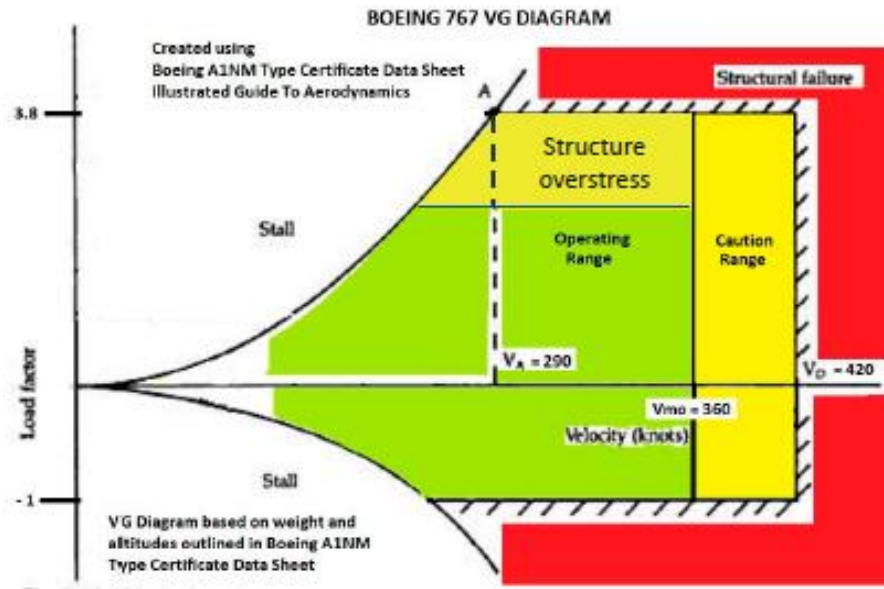 BOEING 767 VG DIAGRAM
Created using
Boeing A1NM Type Certificate Data Sheet
Illustrated Guide To Aerodynamics
Structural failure
A
3.8
Structure
overstress
Stall
Operating
Range
Caution
Range
V_A = 290
V_D = 420
Load factor
Vmo = 360
Velocity (knots)
Stall
-1
VG Diagram based on weight and
altitudes outlined in Boeing A1NM
Type Certificate Data Sheet